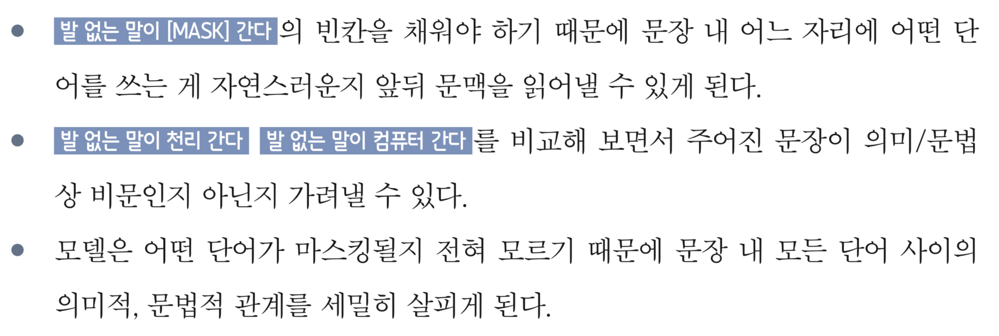 • 발 없는 말이 [MASK] 간다의 빈칸을 채워야 하기 때문에 문장 내 어느 자리에 어떤 단
어를 쓰는 게 자연스러운지 앞뒤 문맥을 읽어낼 수 있게 된다.
• 발 없는 말이 천리 간다 발 없는 말이 컴퓨터 간다를 비교해 보면서 주어진 문장이 의미/문법
상 비문인지 아닌지 가려낼 수 있다.
• 모델은 어떤 단어가 마스킹될지 전혀 모르기 때문에 문장 내 모든 단어 사이의
의미적, 문법적 관계를 세밀히 살피게 된다.